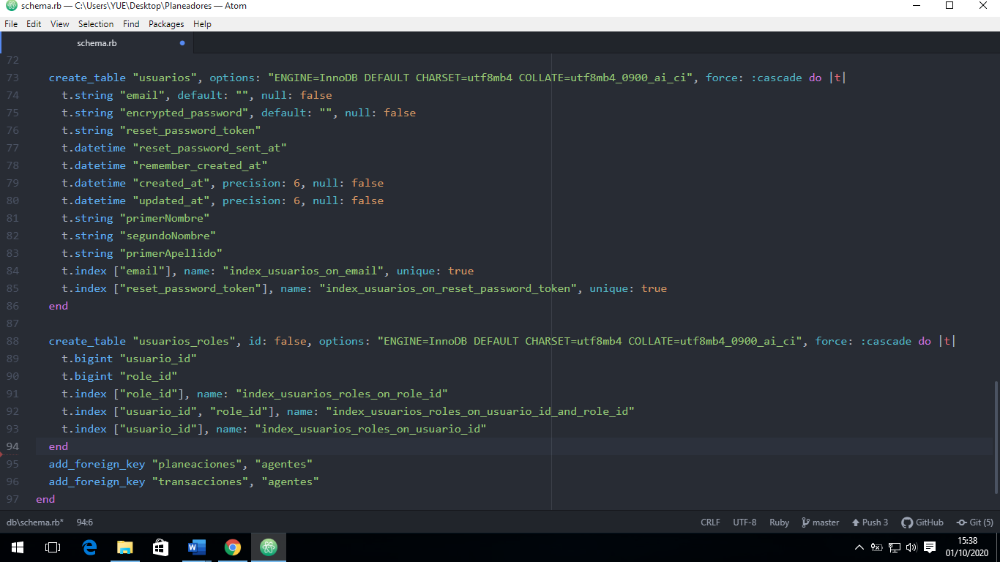 schema.rb — C:\Users\YUE\Desktop\Planeadores — Atom
File Edit View Selection Find Packages Help
schema.rb
72
73 create_table "usuarios", options: "ENGINE=InnoDB DEFAULT CHARSET=utf8mb4 COLLATE=utf8mb4_0900_ai_ci", force: :cascade do |t|
74 t.string "email", default: "", null: false
75 t.string "encrypted_password", default: "", null: false
76 t.string "reset_password_token"
77 t.datetime "reset_password_sent_at"
78 t.datetime "remember_created_at"
79 t.datetime "created_at", precision: 6, null: false
80 t.datetime "updated_at", precision: 6, null: false
81 t.string "primerNombre"
82 t.string "segundoNombre"
83 t.string "primerApellido"
84 t.index ["email"], name: "index_usuarios_on_email", unique: true
85 t.index ["reset_password_token"], name: "index_usuarios_on_reset_password_token", unique: true
86 end
87
88 create_table "usuarios_roles", id: false, options: "ENGINE=InnoDB DEFAULT CHARSET=utf8mb4 COLLATE=utf8mb4_0900_ai_ci", force: :cascade do |t|
89 t.bigint "usuario_id"
90 t.bigint "role_id"
91 t.index ["role_id"], name: "index_usuarios_roles_on_role_id"
92 t.index ["usuario_id", "role_id"], name: "index_usuarios_roles_on_usuario_id_and_role_id"
93 t.index ["usuario_id"], name: "index_usuarios_roles_on_usuario_id"
94 end
95 add_foreign_key "planeaciones", "agentes"
96 add_foreign_key "transacciones", "agentes"
97 end
db\schema.rb* 94:6 CRLF UTF-8 Ruby master Push 3 GitHub Git (5)
15:38
01/10/2020